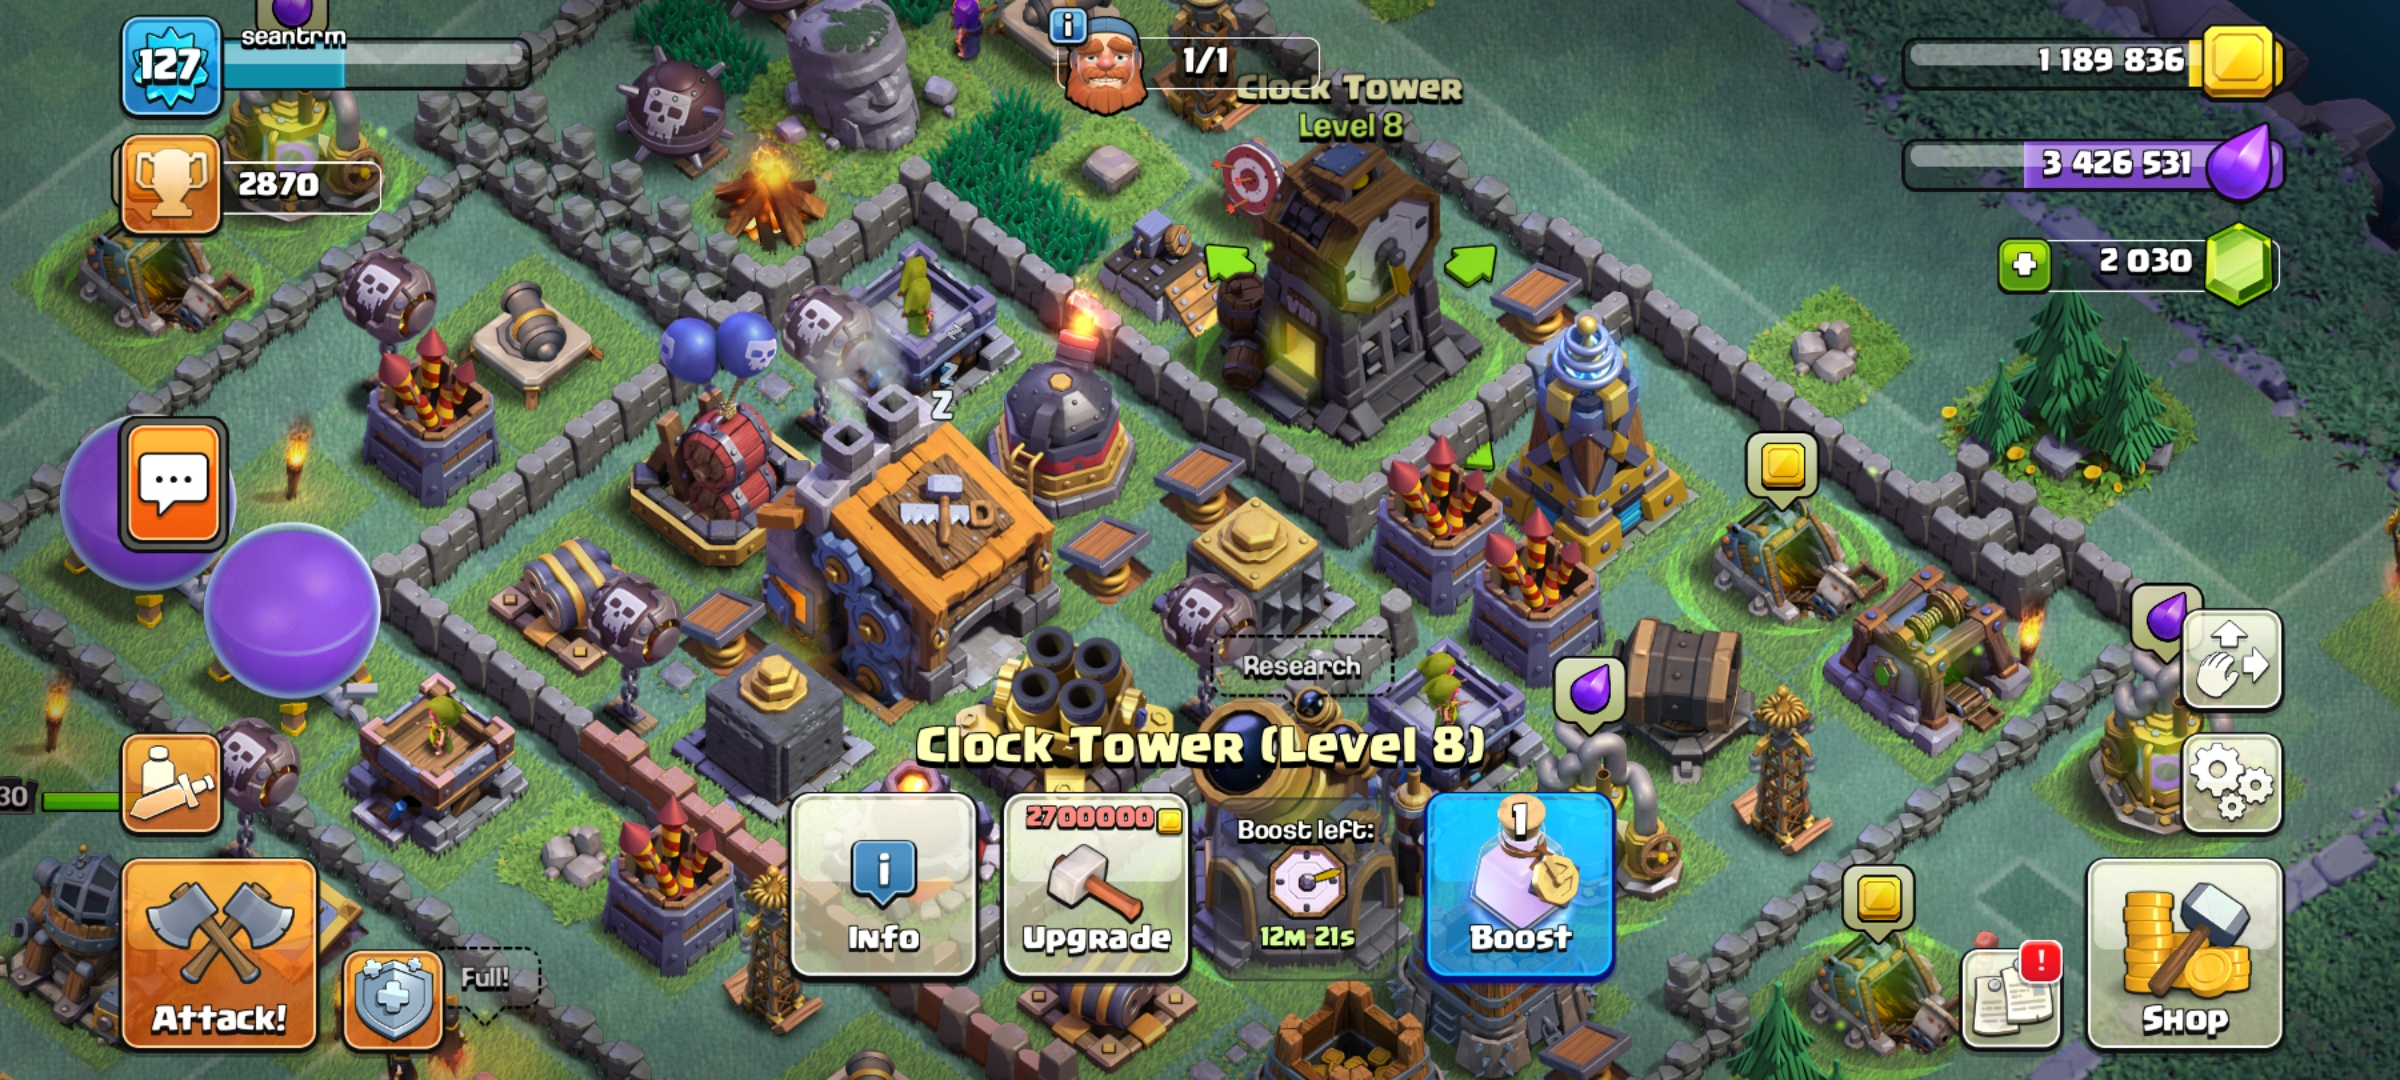 seantrm
127
1/1
1 189 836
Clock Tower
Level 8
3 426 531
2870
2 030
z
z
Z
VIII
Research
Clock Tower (Level 8)
30
2700000
Boost left:
1
Info
Upgrade
12m 21s
Boost
Full!
Attack!
!
Shop